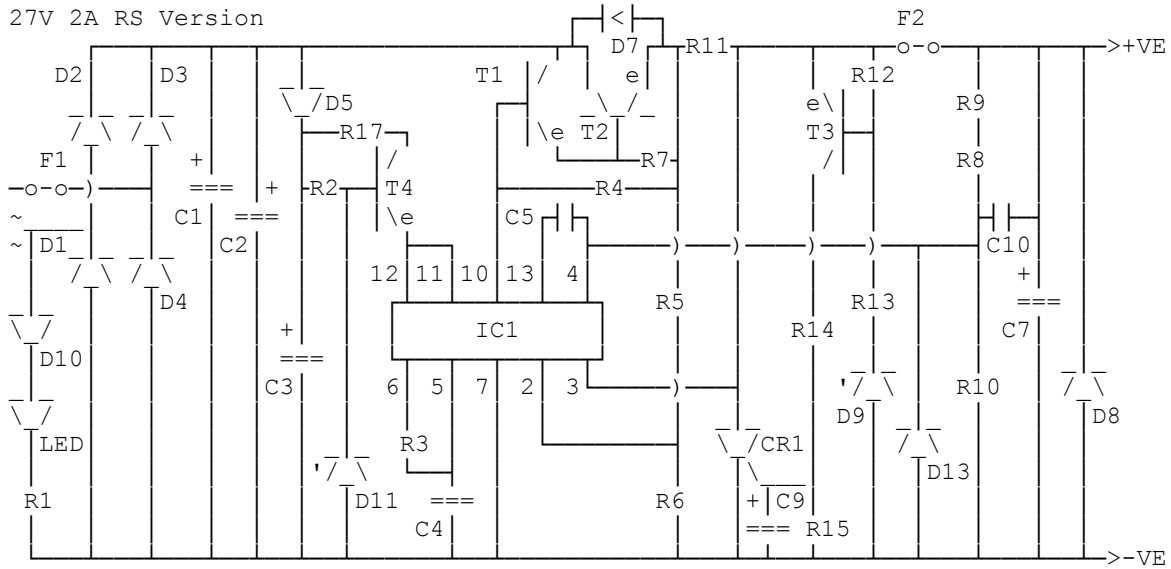 27V 2A RS Version
F2
D7
R11
>+VE
D2 D3 T1 e R12
D5 e T3 R9
R17 e T2
F1 + R7 R8
R2 T4 R4
+
~ C1 e C5
~ D1 C2 C10
12 11 10 13 4 +
D4 R5 R13
+ IC1 R14 C7
D10 C3 6 5 7 2 3 R10
D9 D8
LED R3 CR1
D11 D13
R1 R6 + C9
C4 R15
>-VE